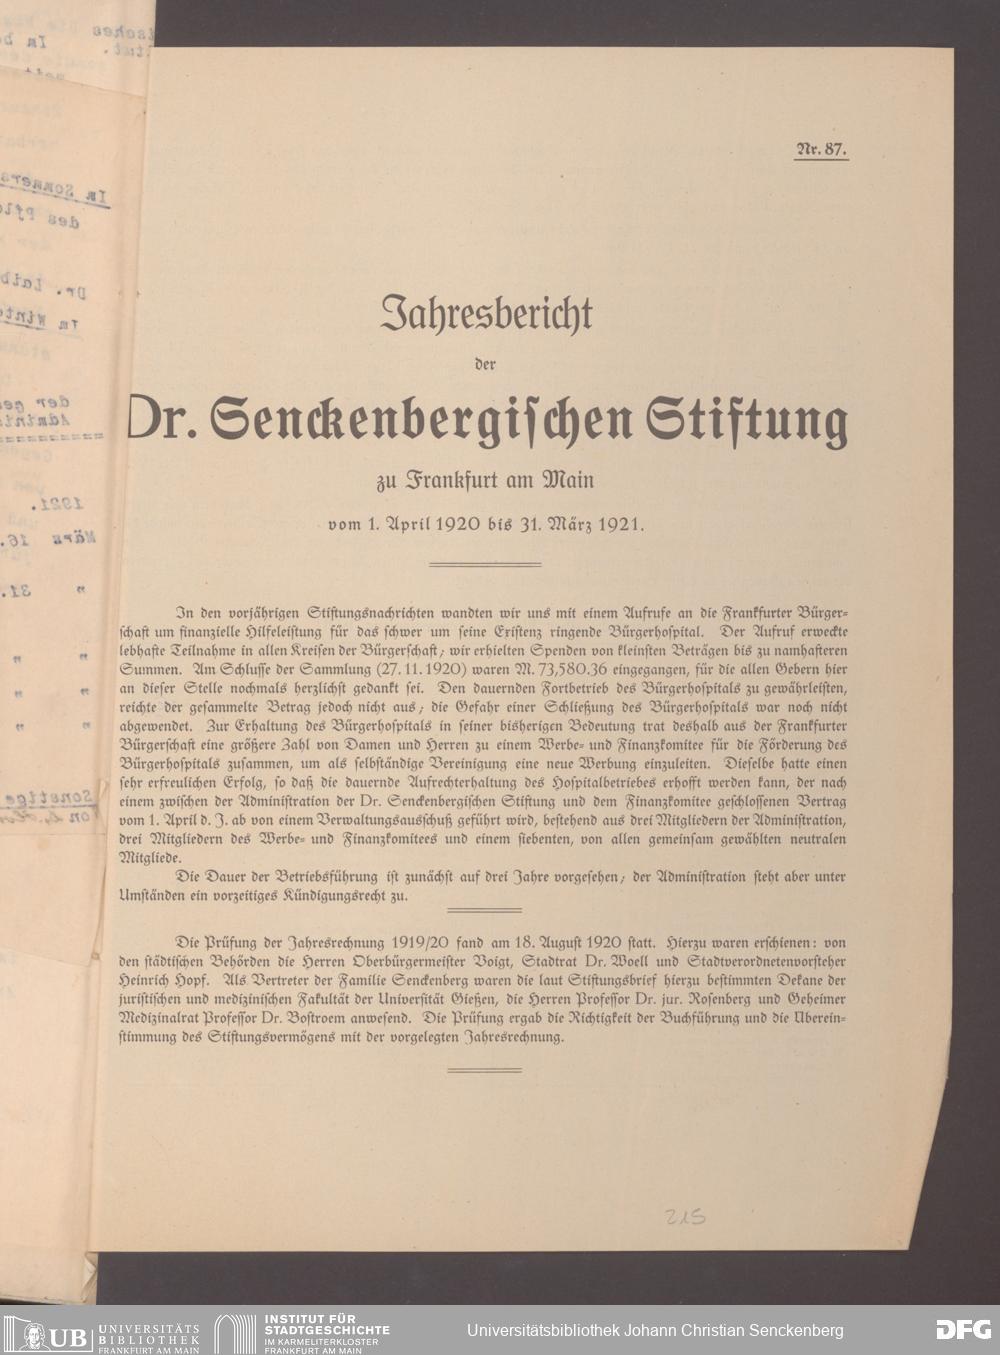 Nr. 87.
Jahresbericht
der
Dr. Senckenbergischen Stiftung
zu Frankfurt am Main
vom 1. April 1920 bis 31. März 1921.
In den vorjährigen Stiftungsnachrichten wandten wir uns mit einem Aufrufe an die Frankfurter Bürger-
schaft um finanzielle Hilfeleistung für das schwer um seine Existenz ringende Bürgerhospital. Der Aufruf erweckte
lebhafte Teilnahme in allen Kreisen der Bürgerschaft; wir erhielten Spenden von kleinsten Beträgen bis zu namhafteren
Summen. Am Schlusse der Sammlung (27. 11. 1920) waren M. 73,580.36 eingegangen, für die allen Gebern hier
an dieser Stelle nochmals herzlichst gedankt sei. Den dauernden Fortbetrieb des Bürgerhospitals zu gewährleisten,
reichte der gesammelte Betrag jedoch nicht aus; die Gefahr einer Schließung des Bürgerhospitals war noch nicht
abgewendet. Zur Erhaltung des Bürgerhospitals in seiner bisherigen Bedeutung trat deshalb aus der Frankfurter
Bürgerschaft eine größere Zahl von Damen und Herren zu einem Werbe- und Finanzkomitee für die Förderung des
Bürgerhospitals zusammen, um als selbständige Vereinigung eine neue Werbung einzuleiten. Dieselbe hatte einen
sehr erfreulichen Erfolg, so daß die dauernde Aufrechterhaltung des Hospitalbetriebes erhofft werden kann, der nach
einem zwischen der Administration der Dr. Senckenbergischen Stiftung und dem Finanzkomitee geschlossenen Vertrag
vom 1. April d. J. ab von einem Verwaltungsausschuß geführt wird, bestehend aus drei Mitgliedern der Administration,
drei Mitgliedern des Werbe- und Finanzkomitees und einem siebenten, von allen gemeinsam gewählten neutralen
Mitgliede.
Die Dauer der Betriebsführung ist zunächst auf drei Jahre vorgesehen; der Administration steht aber unter
Umständen ein vorzeitiges Kündigungsrecht zu.
Die Prüfung der Jahresrechnung 1919/20 fand am 18. August 1920 statt. Hierzu waren erschienen: von
den städtischen Behörden die Herren Oberbürgermeister Voigt, Stadtrat Dr. Woell und Stadtverordnetenvorsteher
Heinrich Hopf. Als Vertreter der Familie Senckenberg waren die laut Stiftungsbrief hierzu bestimmten Dekane der
juristischen und medizinischen Fakultät der Universität Gießen, die Herren Professor Dr. jur. Rosenberg und Geheimer
Medizinalrat Professor Dr. Bostroem anwesend. Die Prüfung ergab die Richtigkeit der Buchführung und die Überein-
stimmung des Stiftungsvermögens mit der vorgelegten Jahresrechnung.
215
UB UNIVERSITÄTS
BIBLIOTHEK
FRANKFURT AM MAIN
INSTITUT FÜR
STADTGESCHICHTE
IM KARMELITERKLOSTER
FRANKFURT AM MAIN
Universitätsbibliothek Johann Christian Senckenberg
DFG